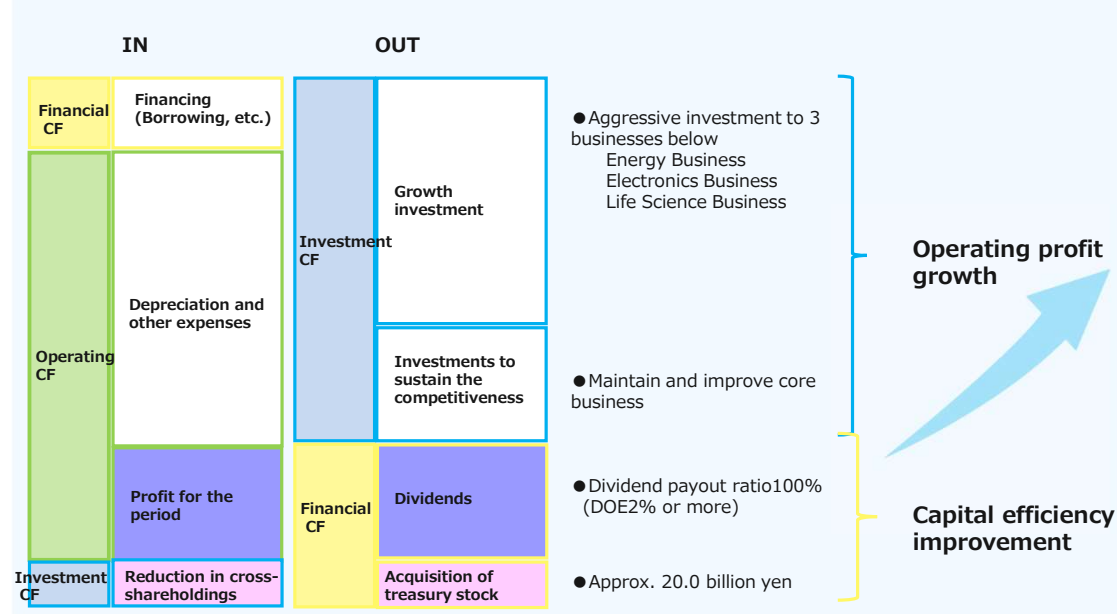 IN
OUT
Financial
CF
Financing
(Borrowing, etc.)
Operating
CF
Depreciation and
other expenses
Profit for the
period
Investment
CF
Reduction in cross-
shareholdings
Investment
CF
Growth
investment
Investments to
sustain the
competitiveness
Financial
CF
Dividends
Acquisition of
treasury stock
●Aggressive investment to 3
businesses below
Energy Business
Electronics Business
Life Science Business
●Maintain and improve core
business
●Dividend payout ratio100%
(DOE2% or more)
●Approx. 20.0 billion yen
Operating profit
growth
Capital efficiency
improvement